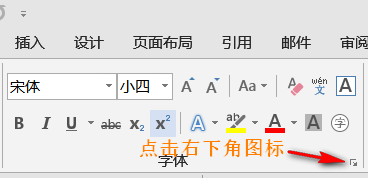 插入 设计 页面布局 引用 邮件 审阅
宋体 小四 A A Aa A wén 文 A
B I U abc x₂ x² A ab A A 字
点击右下角图标
字体